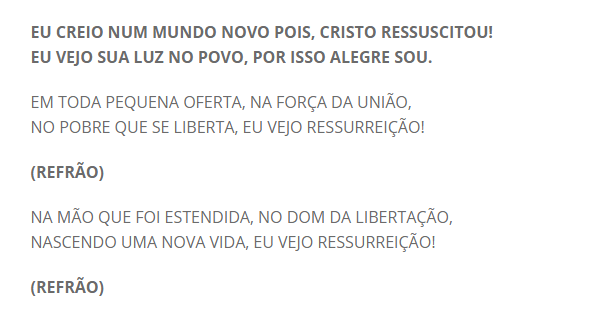 EU CREIO NUM MUNDO NOVO POIS, CRISTO RESSUSCITOU!
EU VEJO SUA LUZ NO POVO, POR ISSO ALEGRE SOU.
EM TODA PEQUENA OFERTA, NA FORÇA DA UNIÃO,
NO POBRE QUE SE LIBERTA, EU VEJO RESSURREIÇÃO!
(REFRÃO)
NA MÃO QUE FOI ESTENDIDA, NO DOM DA LIBERTAÇÃO,
NASCENDO UMA NOVA VIDA, EU VEJO RESSURREIÇÃO!
(REFRÃO)